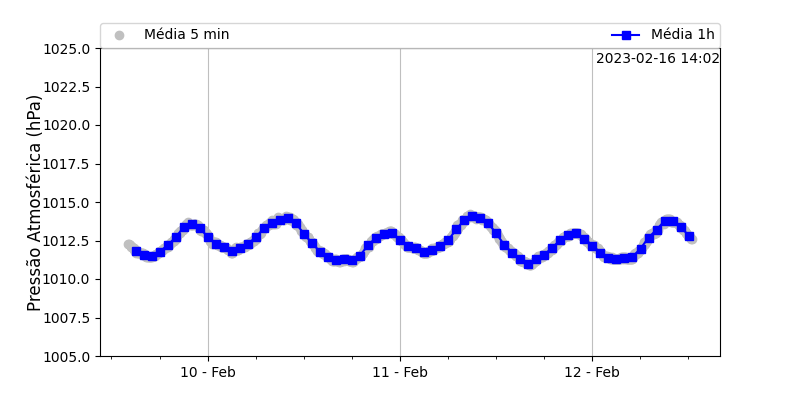 Média 5 min
Média 1h
2023-02-16 14:02
Pressão Atmosférica (hPa)
1025.0
1022.5
1020.0
1017.5
1015.0
1012.5
1010.0
1007.5
1005.0
10 - Feb
11 - Feb
12 - Feb